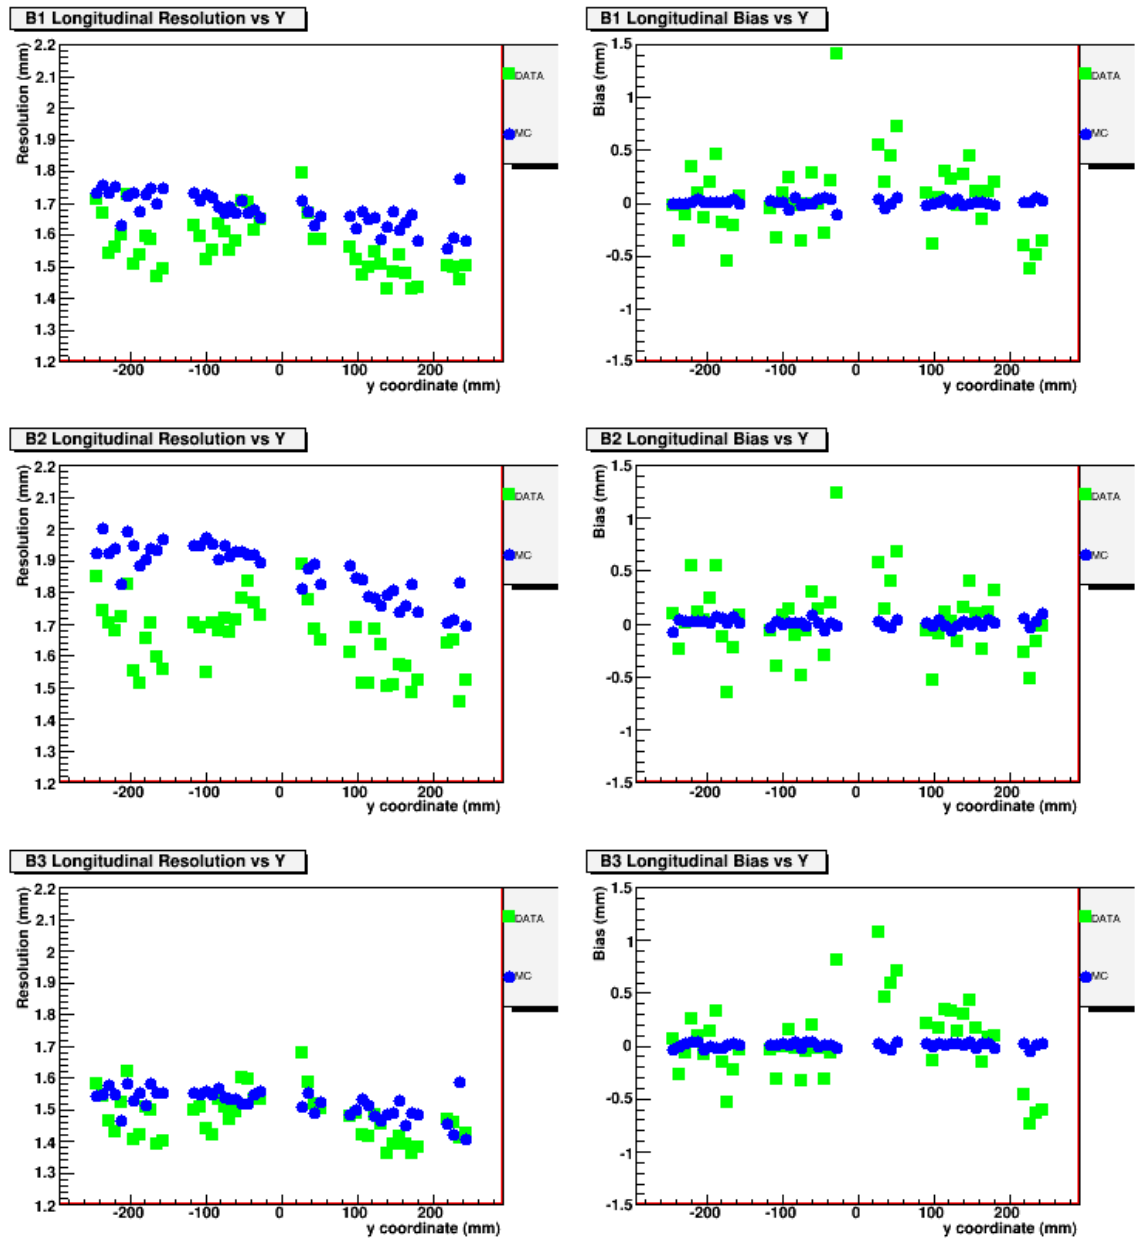 B1 Longitudinal Resolution vs Y
Resolution (mm)
2.2
2.1
2
1.9
1.8
1.7
1.6
1.5
1.4
1.3
1.2
-200 -100 0 100 200
y coordinate (mm)
DATA
MC
B1 Longitudinal Bias vs Y
Bias (mm)
1.5
1
0.5
0
-0.5
-1
-1.5
-200 -100 0 100 200
y coordinate (mm)
DATA
MC
B2 Longitudinal Resolution vs Y
Resolution (mm)
2.2
2.1
2
1.9
1.8
1.7
1.6
1.5
1.4
1.3
1.2
-200 -100 0 100 200
y coordinate (mm)
DATA
MC
B2 Longitudinal Bias vs Y
Bias (mm)
1.5
1
0.5
0
-0.5
-1
-1.5
-200 -100 0 100 200
y coordinate (mm)
DATA
MC
B3 Longitudinal Resolution vs Y
Resolution (mm)
2.2
2.1
2
1.9
1.8
1.7
1.6
1.5
1.4
1.3
1.2
-200 -100 0 100 200
y coordinate (mm)
DATA
MC
B3 Longitudinal Bias vs Y
Bias (mm)
1.5
1
0.5
0
-0.5
-1
-1.5
-200 -100 0 100 200
y coordinate (mm)
DATA
MC